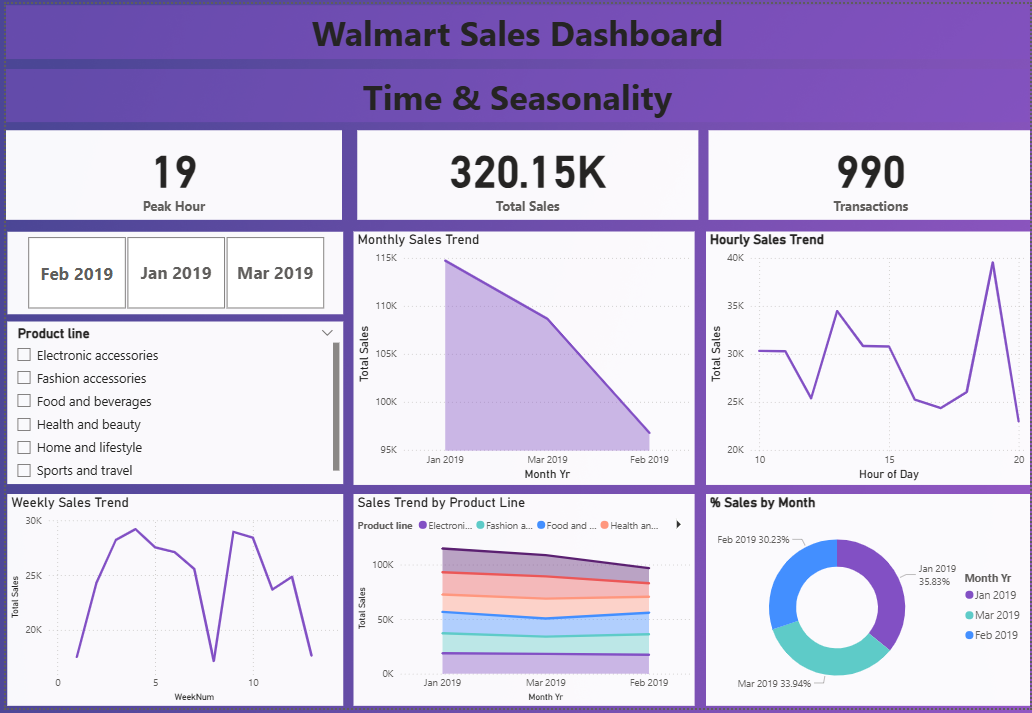 Walmart Sales Dashboard
Time & Seasonality
19
Peak Hour
320.15K
Total Sales
990
Transactions
Feb 2019
Jan 2019
Mar 2019
Product line
Electronic accessories
Fashion accessories
Food and beverages
Health and beauty
Home and lifestyle
Sports and travel
Monthly Sales Trend
Total Sales
115K
110K
105K
100K
95K
Jan 2019 Mar 2019 Feb 2019
Month Yr
Hourly Sales Trend
Total Sales
40K
35K
30K
25K
20K
10 15 20
Hour of Day
Weekly Sales Trend
Total Sales
30K
25K
20K
0 5 10
WeekNum
Sales Trend by Product Line
Product line Electroni... Fashion a... Food and ... Health an...
Total Sales
100K
50K
0K
Jan 2019 Mar 2019 Feb 2019
Month Yr
% Sales by Month
Feb 2019 30.23%
Jan 2019
35.83%
Mar 2019 33.94%
Month Yr
Jan 2019
Mar 2019
Feb 2019